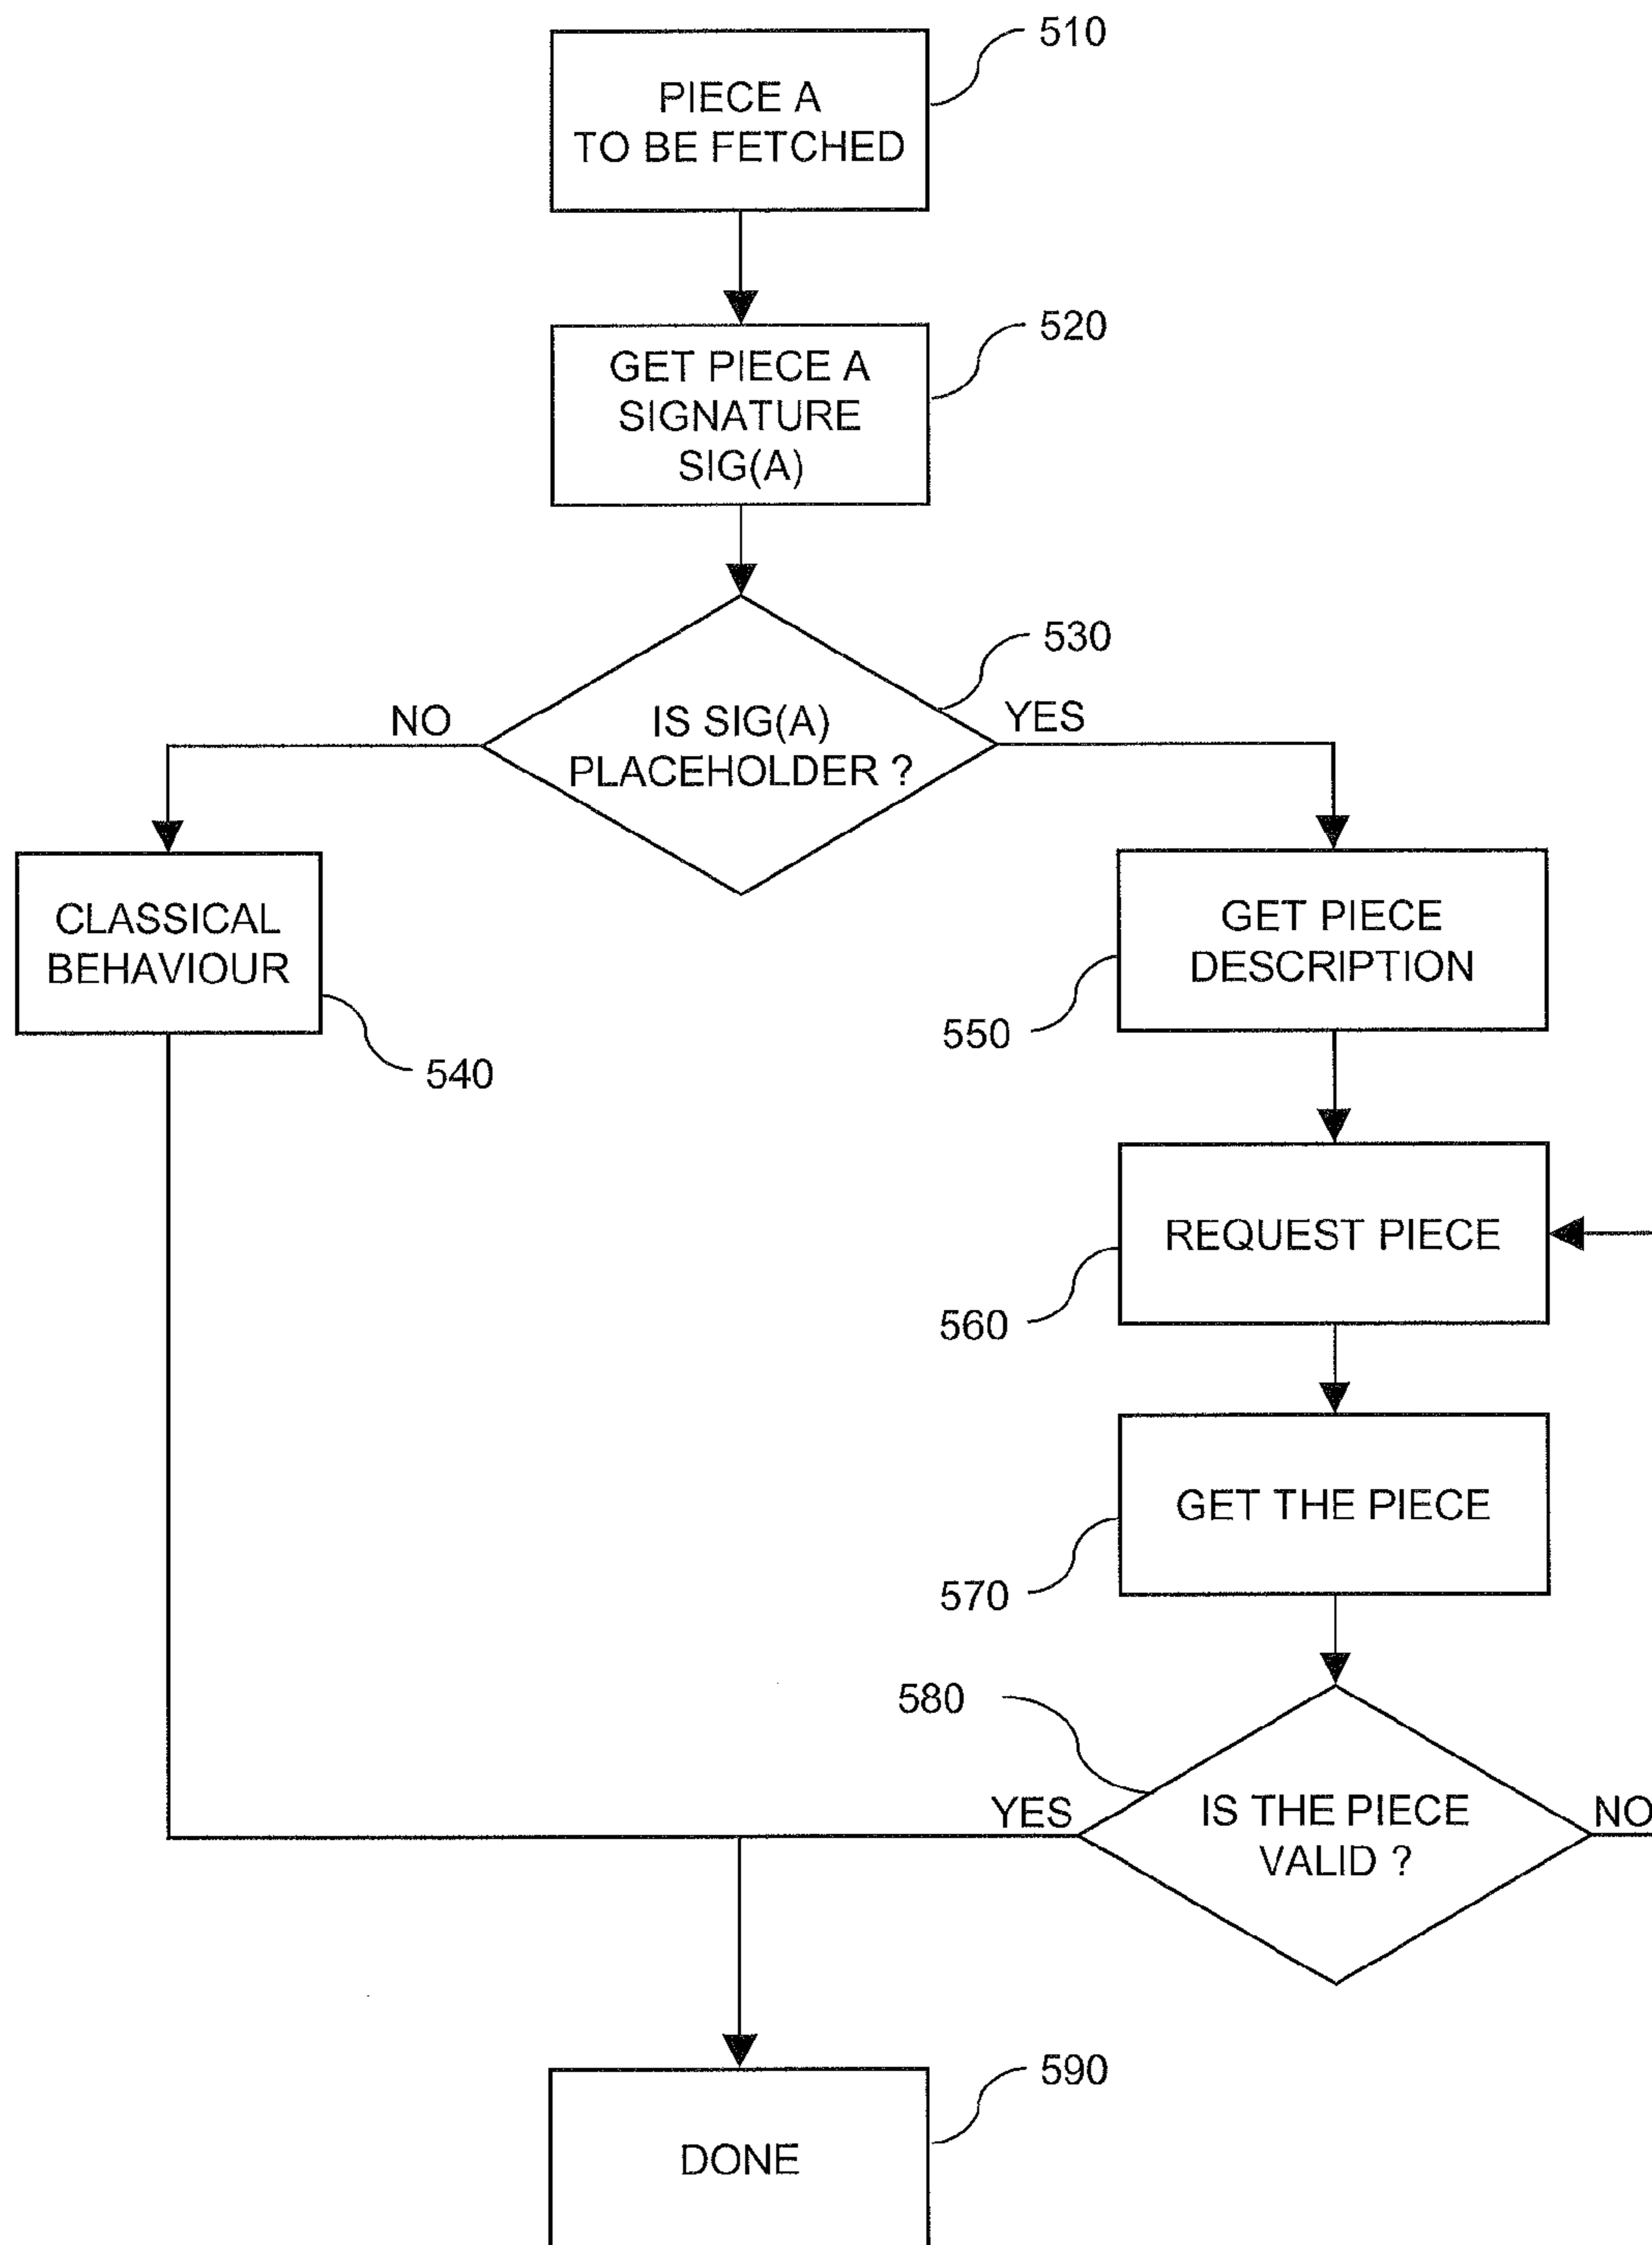 510
PIECE A
TO BE FETCHED
520
GET PIECE A
SIGNATURE
SIG(A)
530
NO
YES
IS SIG(A)
PLACEHOLDER ?
CLASSICAL
BEHAVIOUR
GET PIECE
DESCRIPTION
550
540
REQUEST PIECE
560
GET THE PIECE
570
580
YES
IS THE PIECE
VALID ?
NO
590
DONE